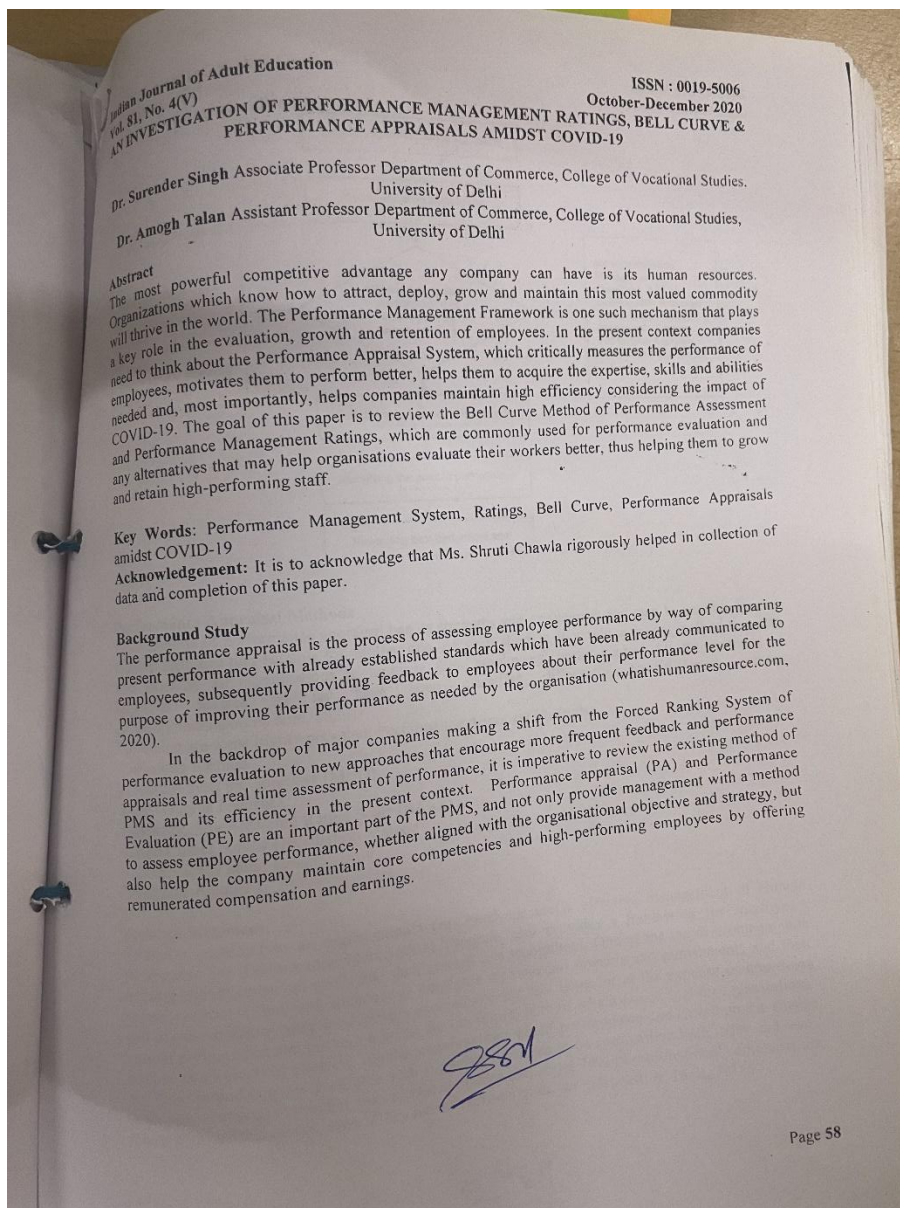 Indian Journal of Adult Education
ISSN : 0019-5006
Vol. 81, No. 4(V)
October-December 2020
AN INVESTIGATION OF PERFORMANCE MANAGEMENT RATINGS, BELL CURVE &
PERFORMANCE APPRAISALS AMIDST COVID-19
Dr. Surender Singh Associate Professor Department of Commerce, College of Vocational Studies.
University of Delhi
Dr. Amogh Talan Assistant Professor Department of Commerce, College of Vocational Studies,
University of Delhi
Abstract
The most powerful competitive advantage any company can have is its human resources.
Organizations which know how to attract, deploy, grow and maintain this most valued commodity
will thrive in the world. The Performance Management Framework is one such mechanism that plays
a key role in the evaluation, growth and retention of employees. In the present context companies
need to think about the Performance Appraisal System, which critically measures the performance of
employees, motivates them to perform better, helps them to acquire the expertise, skills and abilities
needed and, most importantly, helps companies maintain high efficiency considering the impact of
COVID-19. The goal of this paper is to review the Bell Curve Method of Performance Assessment
and Performance Management Ratings, which are commonly used for performance evaluation and
any alternatives that may help organisations evaluate their workers better, thus helping them to grow
and retain high-performing staff.
Key Words: Performance Management System, Ratings, Bell Curve, Performance Appraisals
amidst COVID-19
Acknowledgement: It is to acknowledge that Ms. Shruti Chawla rigorously helped in collection of
data and completion of this paper.
Background Study
The performance appraisal is the process of assessing employee performance by way of comparing
present performance with already established standards which have been already communicated to
employees, subsequently providing feedback to employees about their performance level for the
purpose of improving their performance as needed by the organisation (whatishumanresource.com,
2020).
In the backdrop of major companies making a shift from the Forced Ranking System of
performance evaluation to new approaches that encourage more frequent feedback and performance
appraisals and real time assessment of performance, it is imperative to review the existing method of
PMS and its efficiency in the present context. Performance appraisal (PA) and Performance
Evaluation (PE) are an important part of the PMS, and not only provide management with a method
to assess employee performance, whether aligned with the organisational objective and strategy, but
also help the company maintain core competencies and high-performing employees by offering
remunerated compensation and earnings.
Page 58